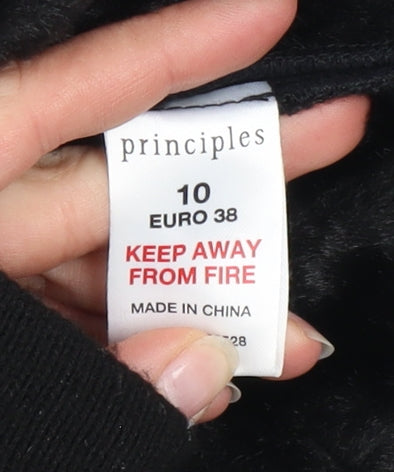 principles
10
EURO 38
KEEP AWAY
FROM FIRE
MADE IN CHINA